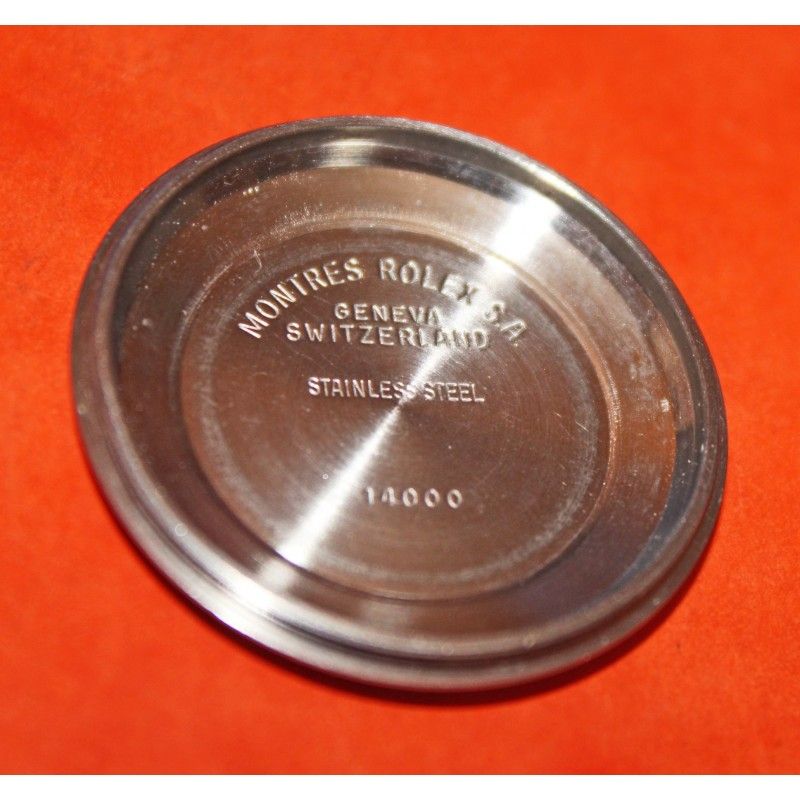 MONTRES ROLEX S.A.
GENEVA
SWITZERLAND
STAINLESS STEEL
14000